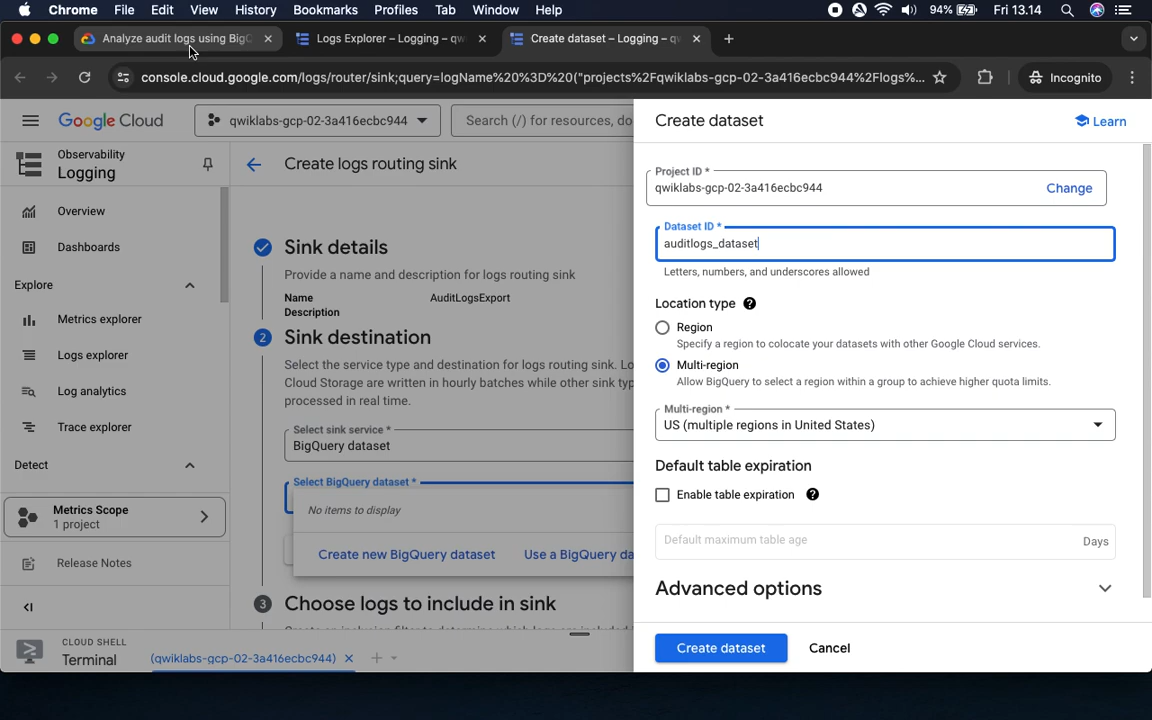 Chrome File Edit View History Bookmarks Profiles Tab Window Help 94% Fri 13.14
Analyze audit logs using BigQ
Logs Explorer – Logging – qw
Create dataset – Logging – q
console.cloud.google.com/logs/router/sink;query=logName%20%3D%20("projects%2Fqwiklabs-gcp-02-3a416ecbc944%2Flogs%...
Incognito
Google Cloud
qwiklabs-gcp-02-3a416ecbc944
Search (/) for resources, do
Observability
Logging
Overview
Dashboards
Explore
Metrics explorer
Logs explorer
Log analytics
Trace explorer
Detect
Metrics Scope
1 project
Release Notes
Create logs routing sink
Sink details
Provide a name and description for logs routing sink
Name AuditLogsExport
Description
2 Sink destination
Select the service type and destination for logs routing sink. Lo
Cloud Storage are written in hourly batches while other sink typ
processed in real time.
Select sink service *
BigQuery dataset
Select BigQuery dataset *
No items to display
Create new BigQuery dataset Use a BigQuery da
3 Choose logs to include in sink
CLOUD SHELL
Terminal
(qwiklabs-gcp-02-3a416ecbc944)
Create dataset
Learn
Project ID *
qwiklabs-gcp-02-3a416ecbc944
Change
Dataset ID *
auditlogs_dataset
Letters, numbers, and underscores allowed
Location type
Region
Specify a region to colocate your datasets with other Google Cloud services.
Multi-region
Allow BigQuery to select a region within a group to achieve higher quota limits.
Multi-region *
US (multiple regions in United States)
Default table expiration
Enable table expiration
Default maximum table age
Days
Advanced options
Create dataset
Cancel